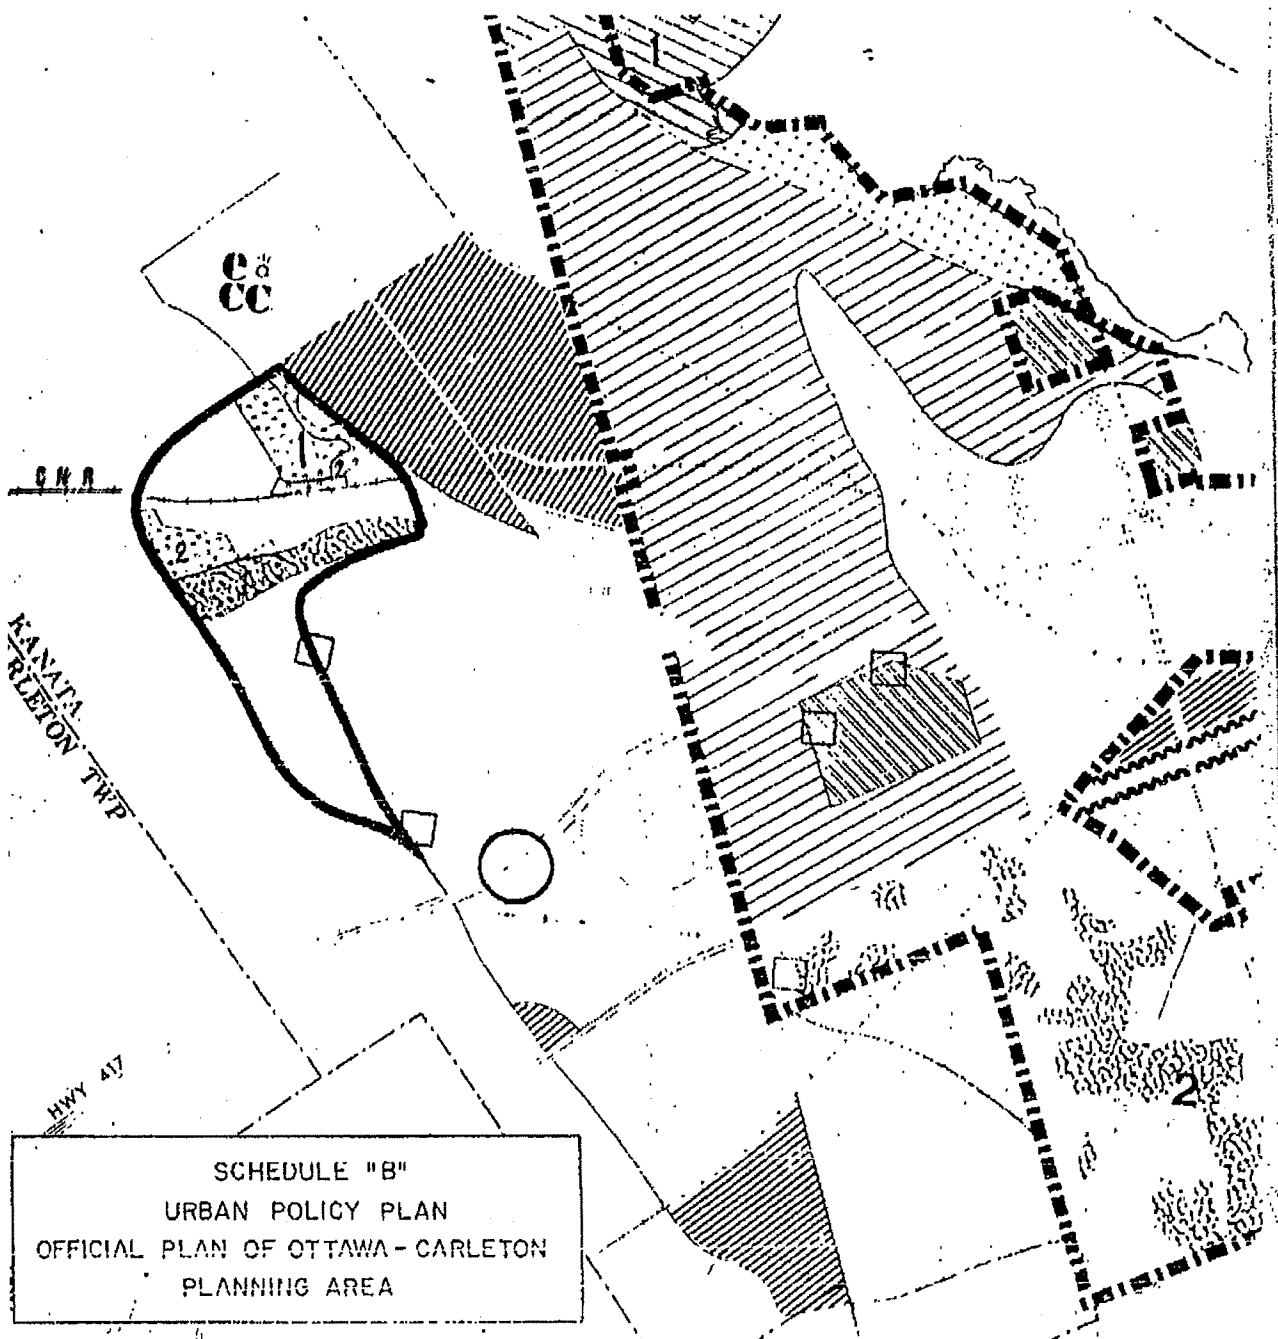 1
e
CC
1
2
C N R
2
KANATA
RLETON TWP
HWY 417
2
SCHEDULE "B"
URBAN POLICY PLAN
OFFICIAL PLAN OF OTTAWA-CARLETON
PLANNING AREA